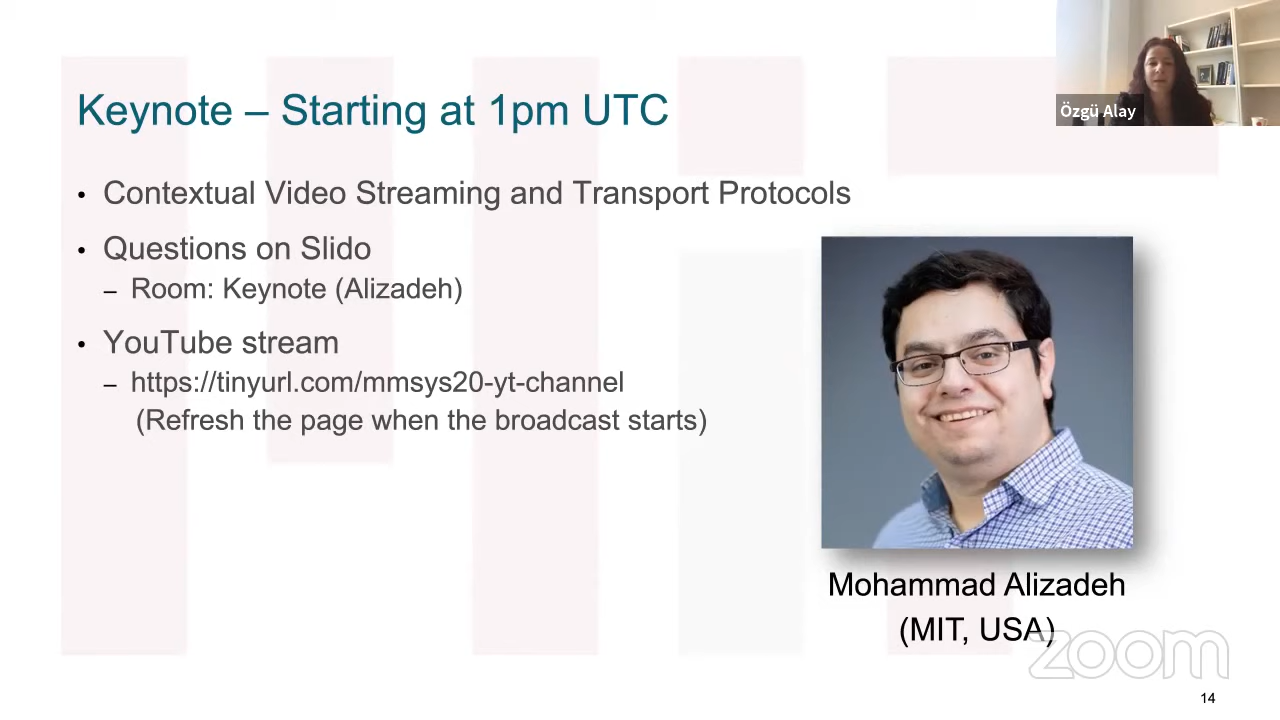 Özgü Alay
Keynote – Starting at 1pm UTC
• Contextual Video Streaming and Transport Protocols
• Questions on Slido
– Room: Keynote (Alizadeh)
• YouTube stream
– https://tinyurl.com/mmsys20-yt-channel
(Refresh the page when the broadcast starts)
Mohammad Alizadeh
(MIT, USA)
zoom
14